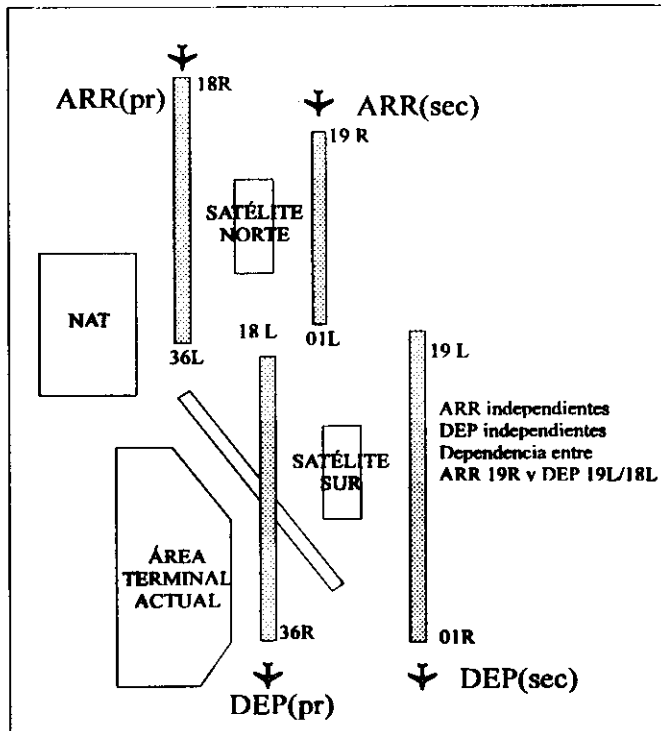 ARR(pr)
18R
ARR(sec)
19 R
SATÉLITE
NORTE
NAT
36L
18 L
01L
19 L
ARR independientes
DEP independientes
Dependencia entre
ARR 19R y DEP 19L/18L
SATÉLITE
SUR
ÁREA
TERMINAL
ACTUAL
36R
01R
DEP(pr)
DEP(sec)